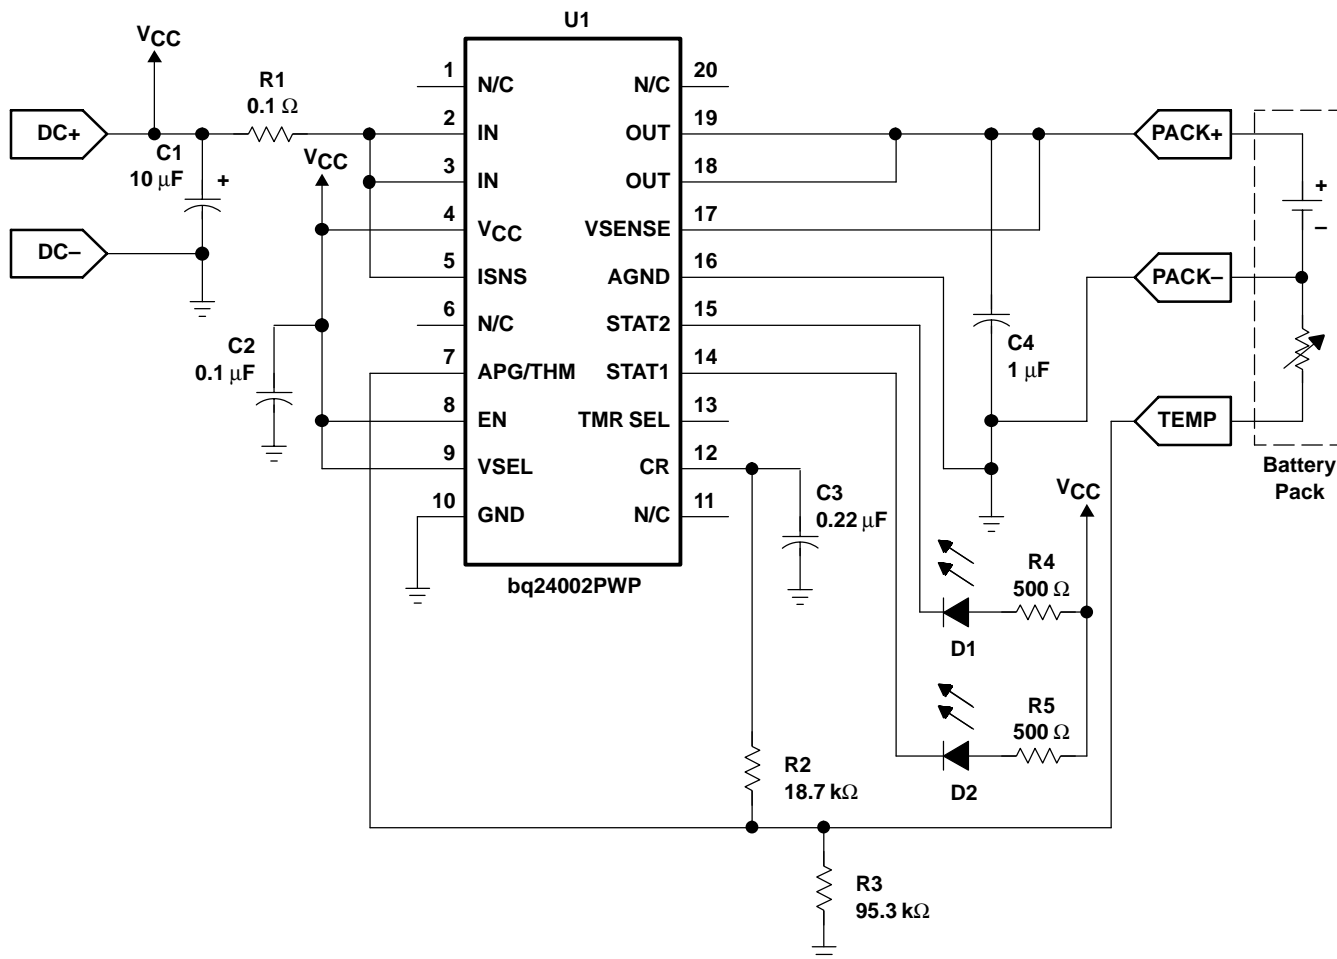 U1
VCC
R1
0.1 Ω
DC+
C1
10 μF
+
DC–
VCC
C2
0.1 μF
1
N/C
2
IN
3
IN
4
VCC
5
ISNS
6
N/C
7
APG/THM
8
EN
9
VSEL
10
GND
20
N/C
19
OUT
18
OUT
17
VSENSE
16
AGND
15
STAT2
14
STAT1
13
TMR SEL
12
CR
11
N/C
bq24002PWP
C3
0.22 μF
C4
1 μF
PACK+
PACK–
TEMP
+
–
Battery
Pack
VCC
R4
500 Ω
D1
R5
500 Ω
D2
R2
18.7 kΩ
R3
95.3 kΩ